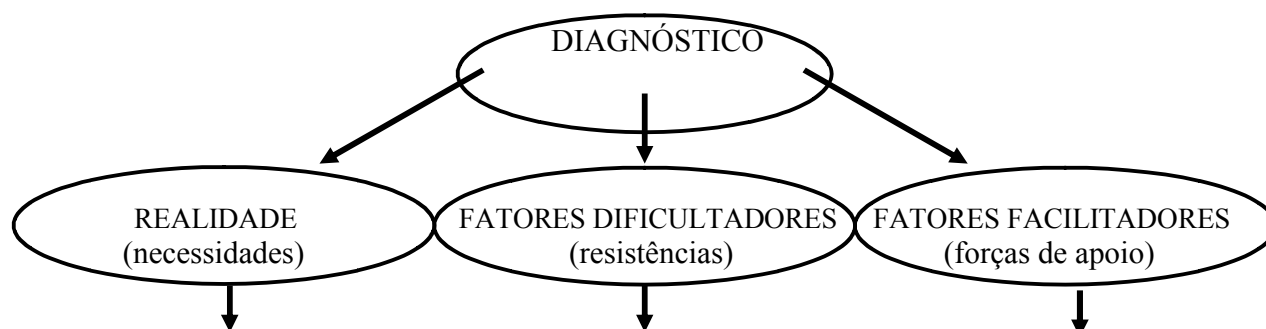 DIAGNÓSTICO
REALIDADE
(necessidades)
FATORES DIFICULTADORES
(resistências)
FATORES FACILITADORES
(forças de apoio)